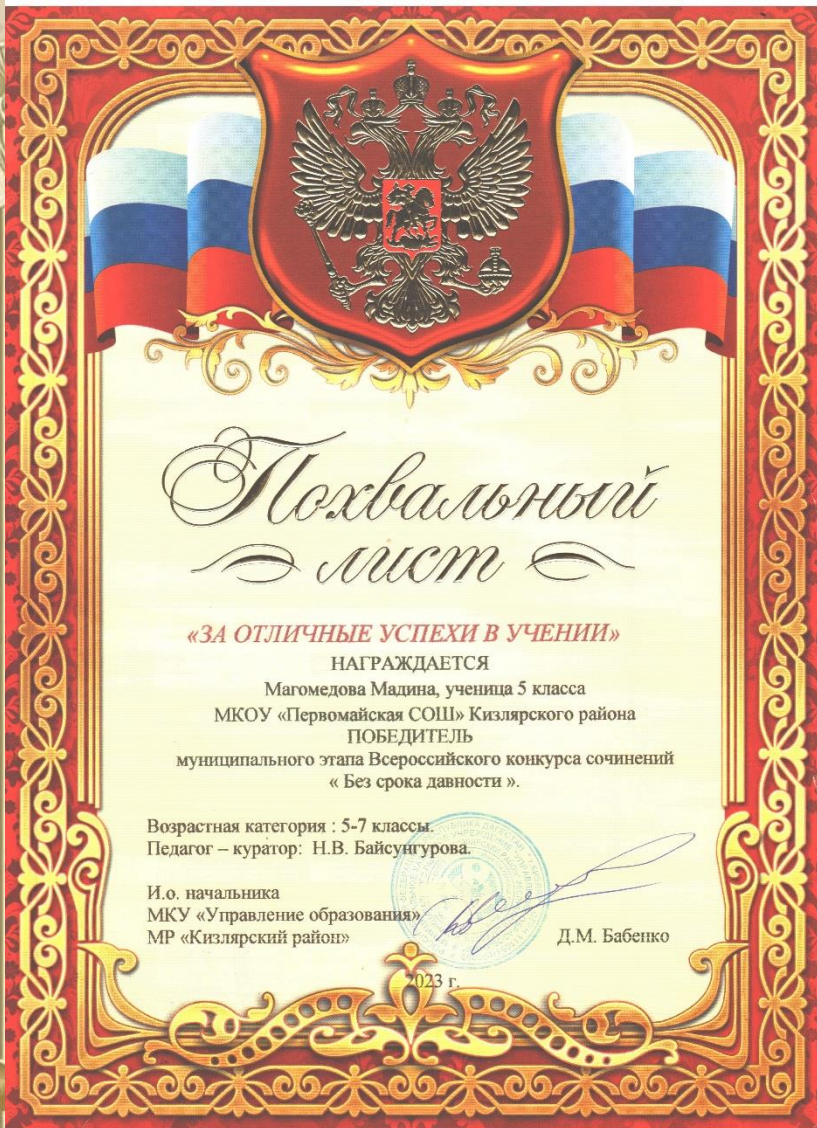 Похвальный
лист
«ЗА ОТЛИЧНЫЕ УСПЕХИ В УЧЕНИИ»
НАГРАЖДАЕТСЯ
Магомедова Мадина, ученица 5 класса
МКОУ «Первомайская СОШ» Кизлярского района
ПОБЕДИТЕЛЬ
муниципального этапа Всероссийского конкурса сочинений
« Без срока давности ».
Возрастная категория : 5-7 классы.
Педагог – куратор: Н.В. Байсунгурова.
И.о. начальника
МКУ «Управление образования»
МР «Кизлярский район» Д.М. Бабенко
2023 г.